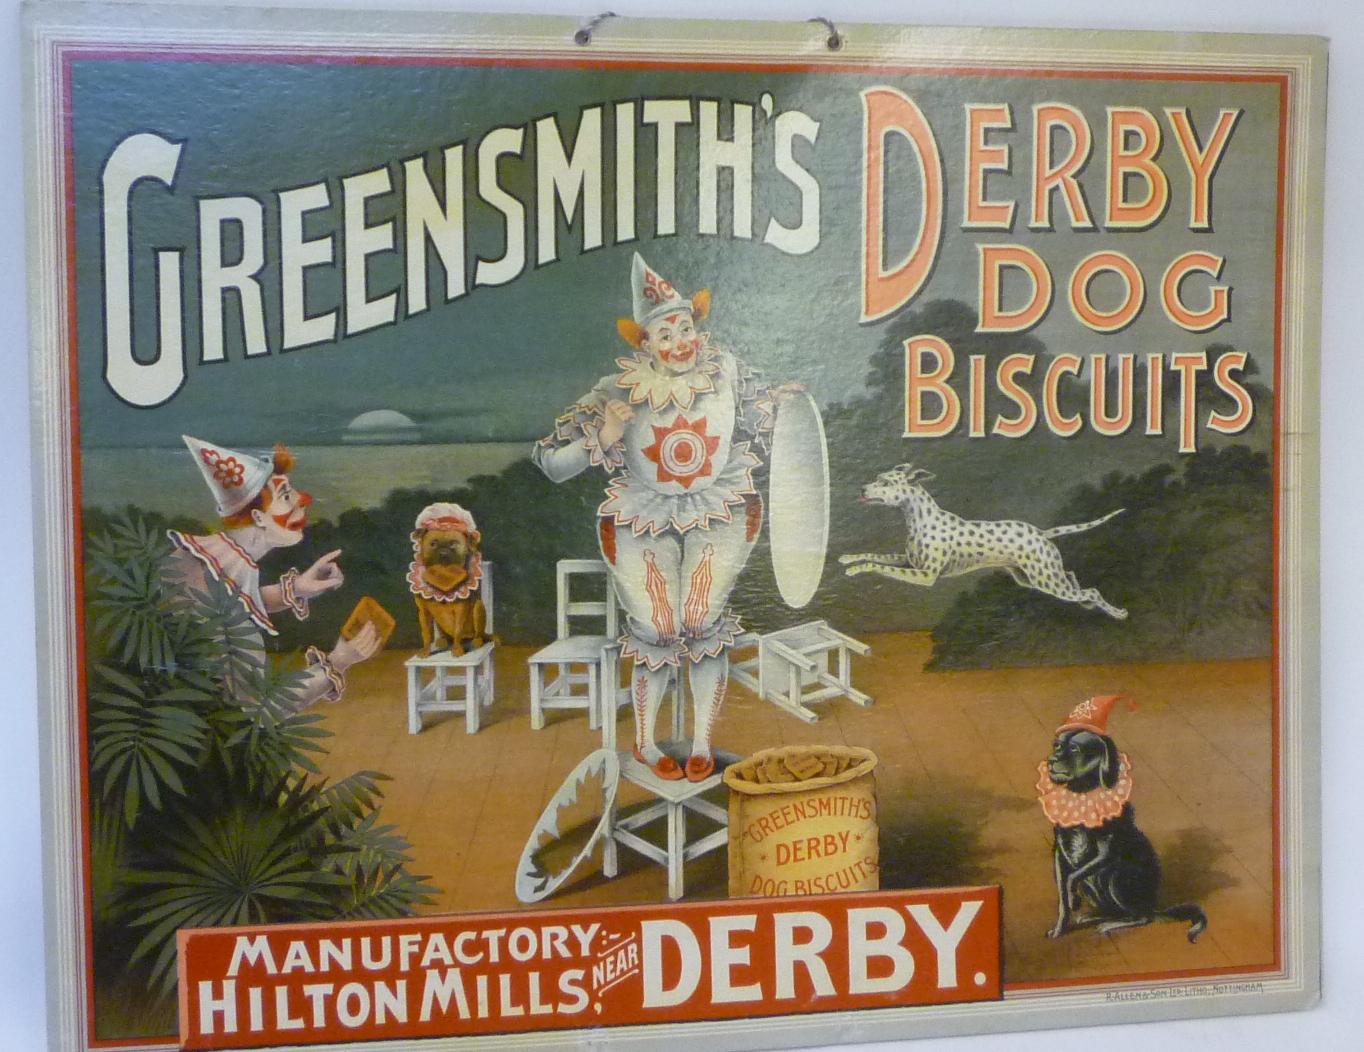 GREENSMITH'S
DERBY
DOG
BISCUITS
GREENSMITH'S
DERBY
DOG BISCUITS
MANUFACTORY:-
HILTON MILLS, NEAR DERBY.
R. ALLEN & SON LTD. LITHO., NOTTINGHAM